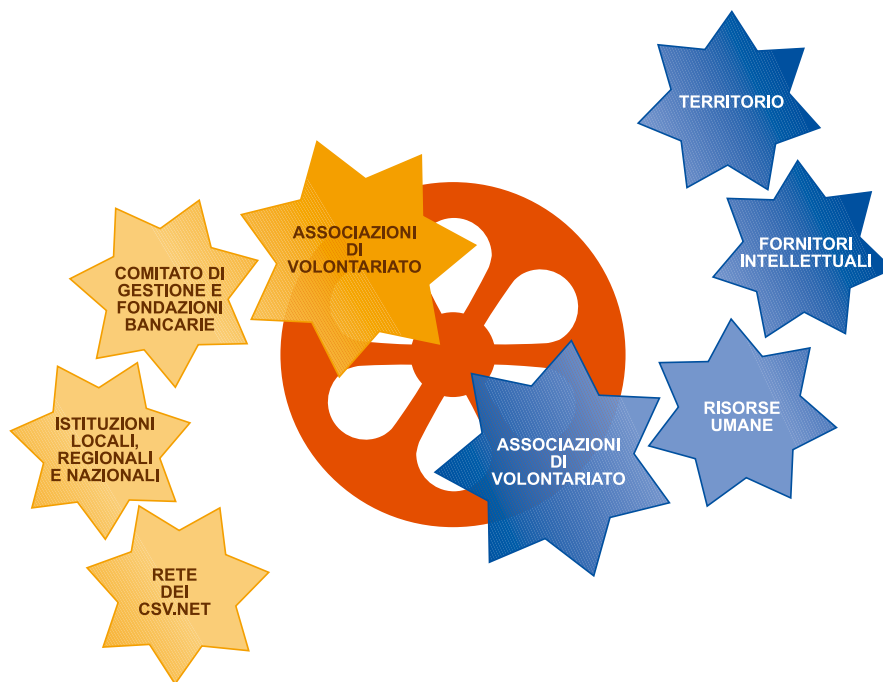 TERRITORIO
FORNITORI
INTELLETTUALI
ASSOCIAZIONI
DI
VOLONTARIATO
COMITATO DI
GESTIONE E
FONDAZIONI
BANCARIE
RISORSE
UMANE
ISTITUZIONI
LOCALI,
REGIONALI
E NAZIONALI
ASSOCIAZIONI
DI
VOLONTARIATO
RETE
DEI
CSV.NET